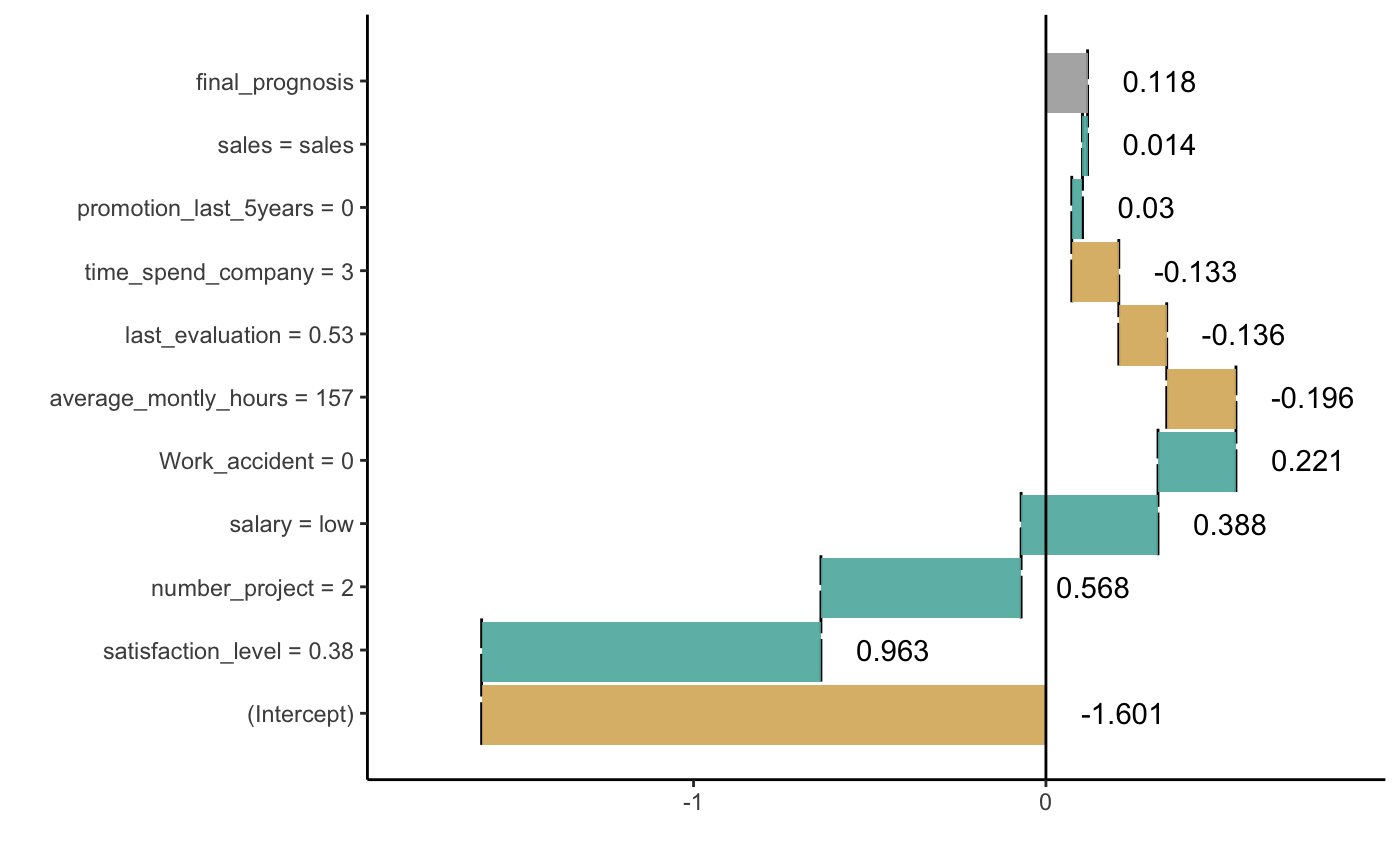 final_prognosis 0.118
sales = sales 0.014
promotion_last_5years = 0 0.03
time_spend_company = 3 -0.133
last_evaluation = 0.53 -0.136
average_montly_hours = 157 -0.196
Work_accident = 0 0.221
salary = low 0.388
number_project = 2 0.568
satisfaction_level = 0.38 0.963
(Intercept) -1.601
-1 0